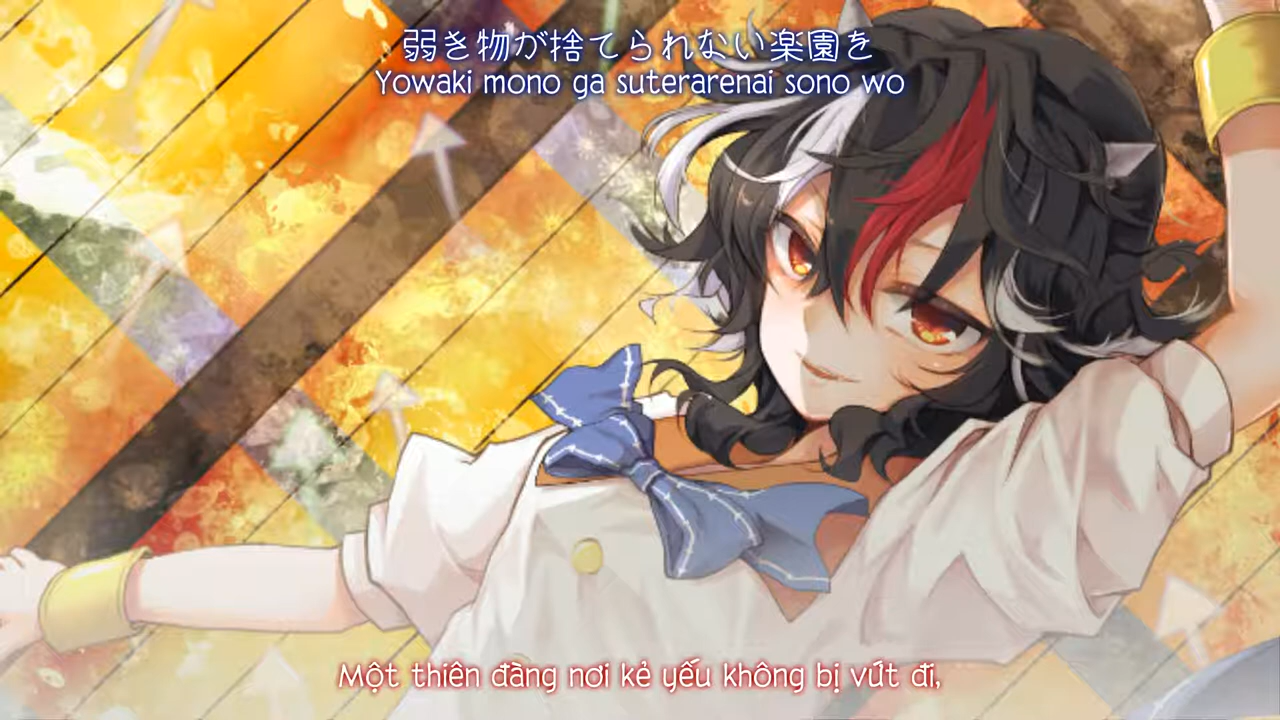 弱き物が捨てられない楽園を
Yowaki mono ga suterarenai sono wo
Một thiên đàng nơi kẻ yếu không bị vứt đi,